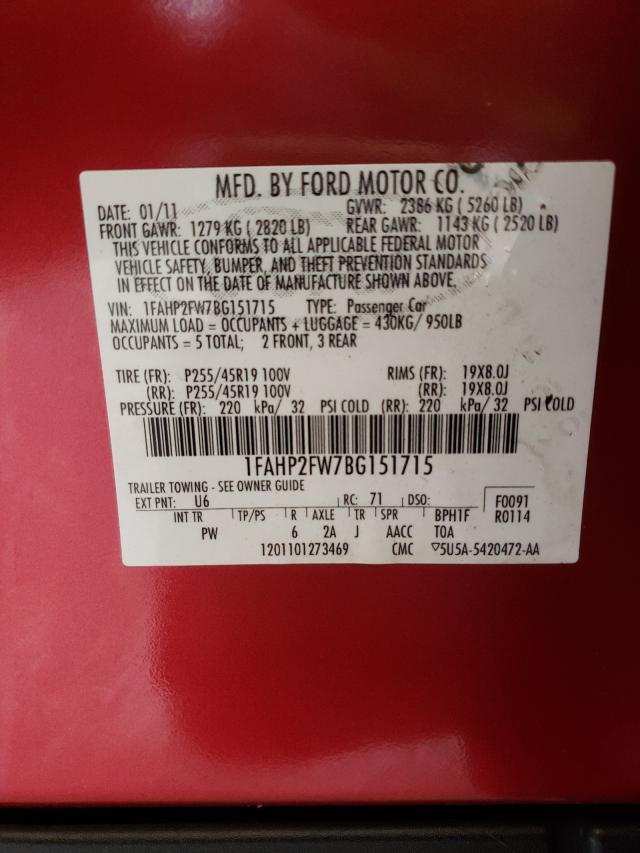 MFD. BY FORD MOTOR CO.
DATE: 01/11 GVWR: 2386 KG ( 5260 LB)
FRONT GAWR: 1279 KG ( 2820 LB) REAR GAWR: 1143 KG ( 2520 LB)
THIS VEHICLE CONFORMS TO ALL APPLICABLE FEDERAL MOTOR
VEHICLE SAFETY, BUMPER, AND THEFT PREVENTION STANDARDS
IN EFFECT ON THE DATE OF MANUFACTURE SHOWN ABOVE.
VIN: 1FAHP2FW7BG151715 TYPE: Passenger Car
MAXIMUM LOAD = OCCUPANTS + LUGGAGE = 430KG/ 950LB
OCCUPANTS = 5 TOTAL; 2 FRONT, 3 REAR
TIRE (FR): P255/45R19 100V RIMS (FR): 19X8.0J
(RR): P255/45R19 100V (RR): 19X8.0J
PRESSURE (FR): 220 kPa/ 32 PSI COLD (RR): 220 kPa/ 32 PSI COLD
1FAHP2FW7BG151715
TRAILER TOWING - SEE OWNER GUIDE
EXT PNT: U6 RC: 71 DSO: F0091
INT TR TP/PS R AXLE TR SPR BPH1F R0114
PW 6 2A J AACC TOA
1201101273469 CMC ▽5U5A-5420472-AA